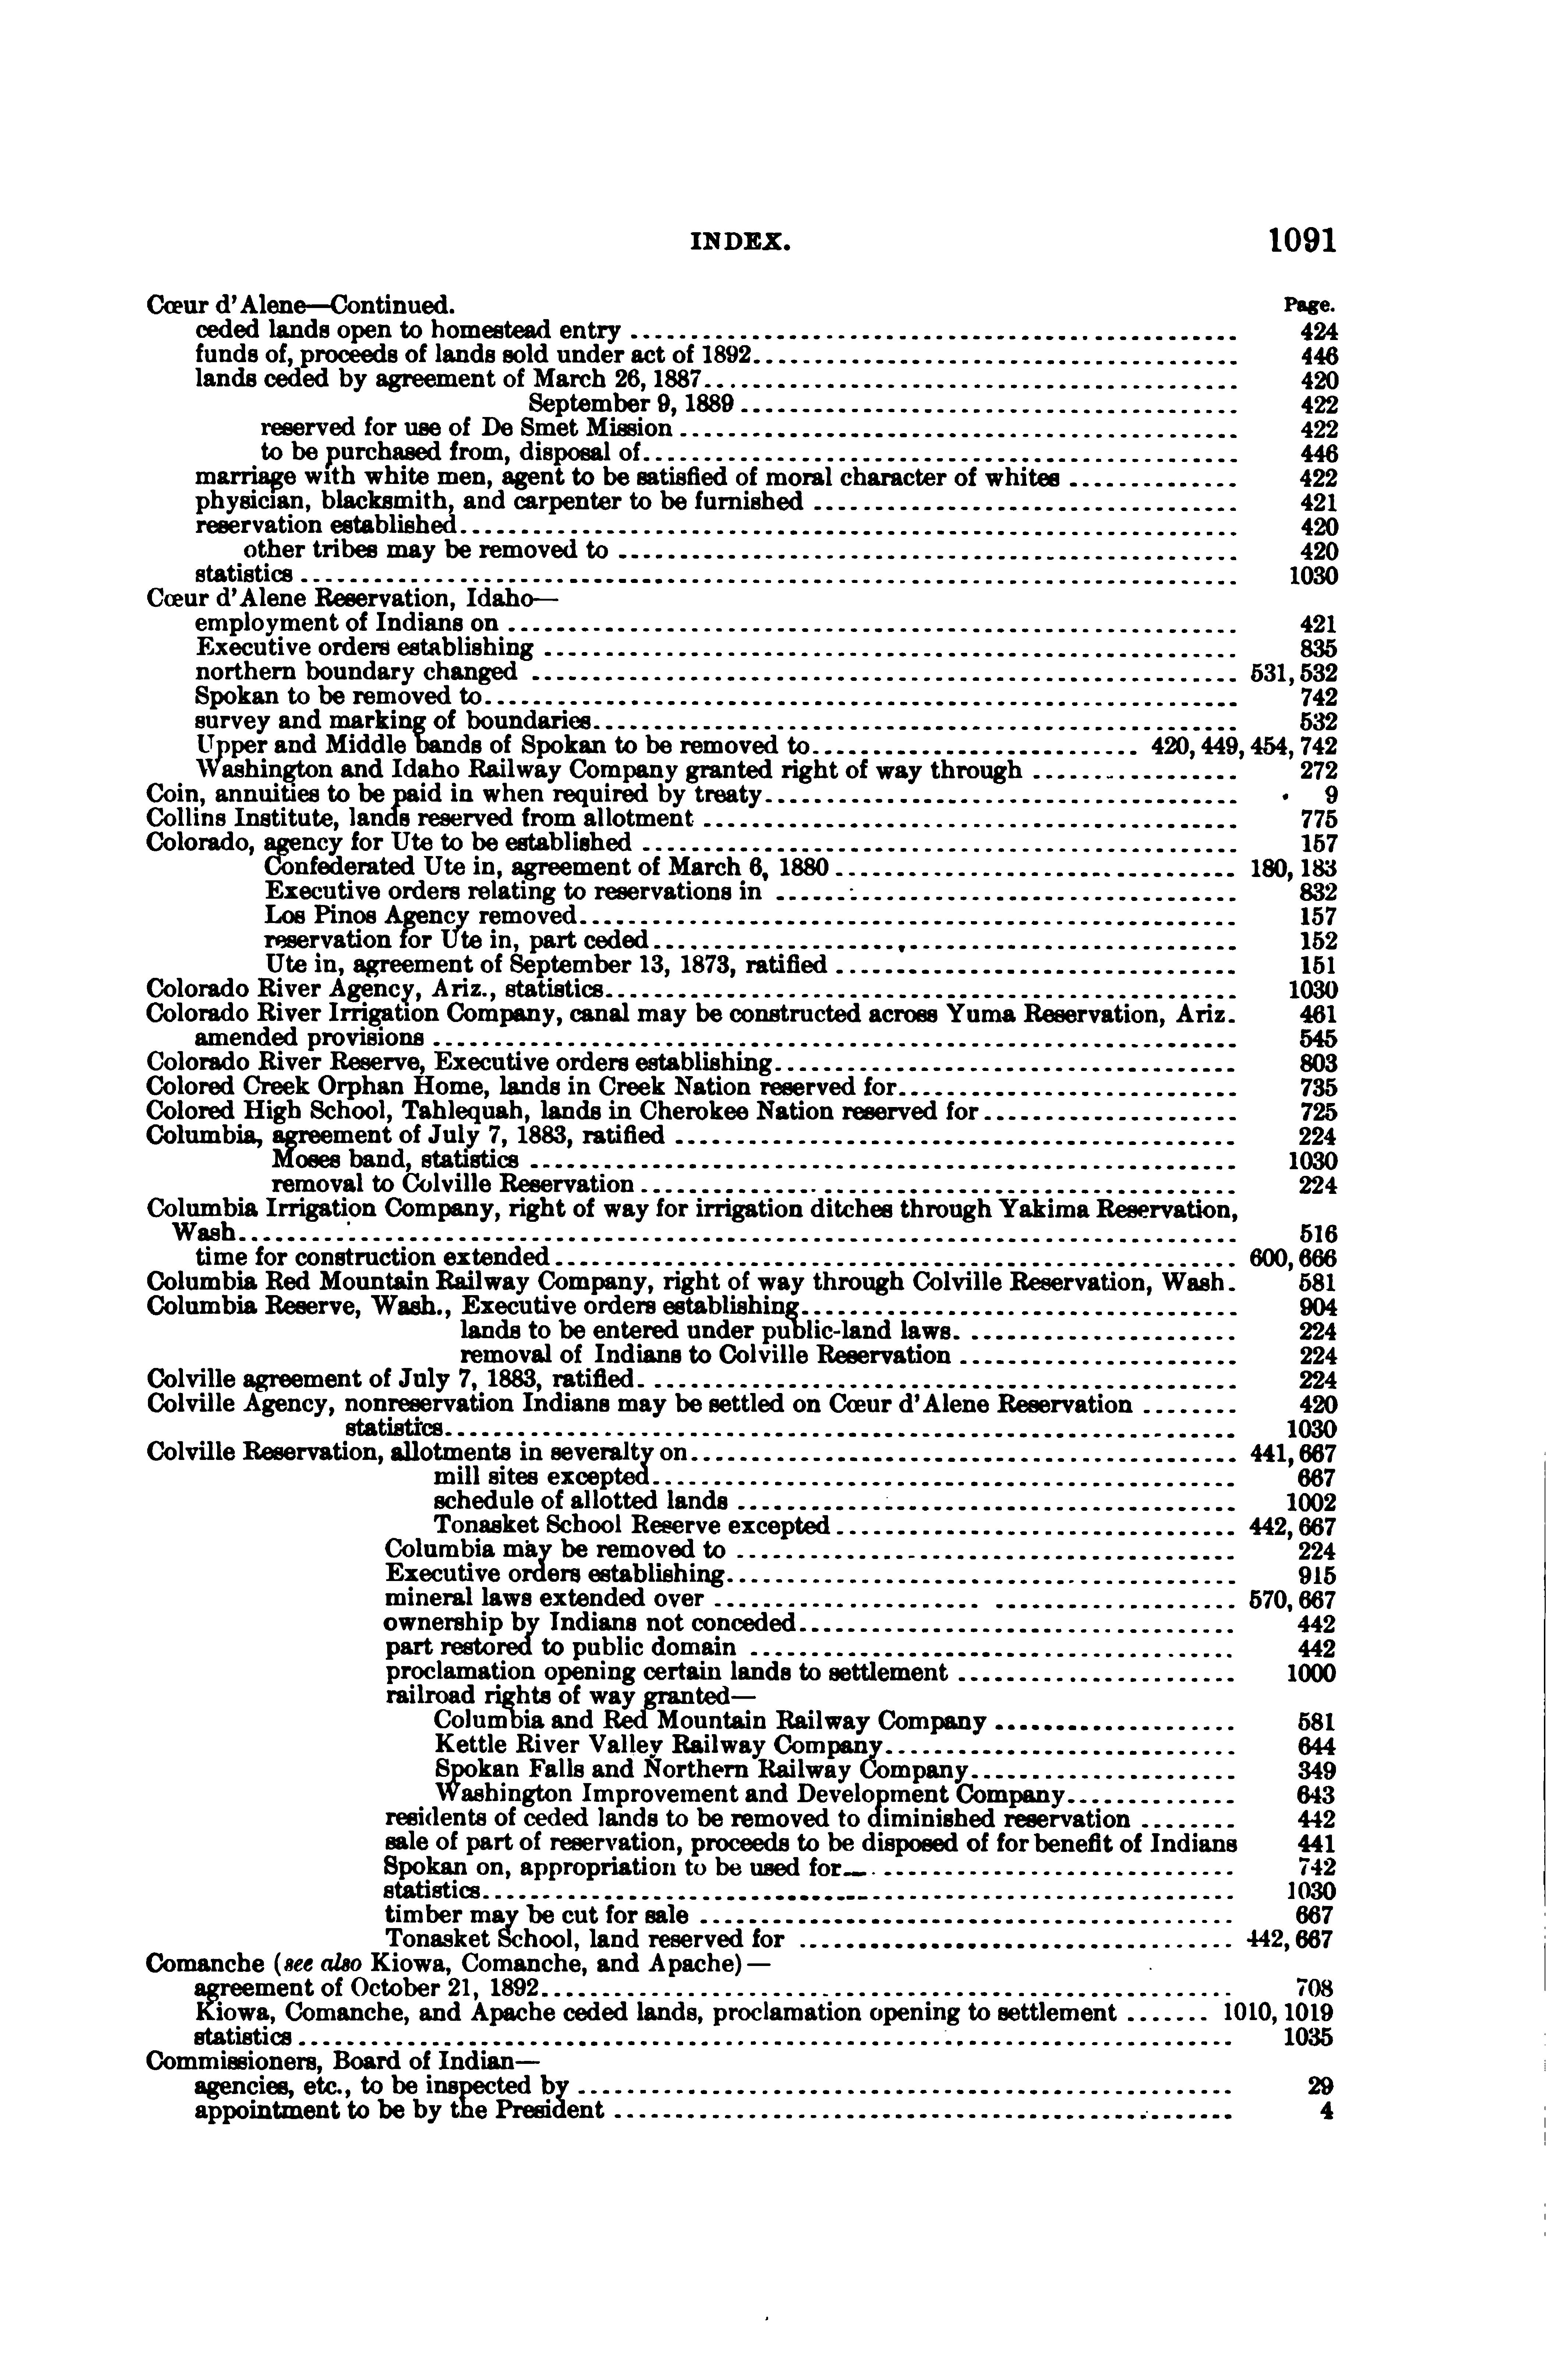 INDEX. 1091
Cœur d'Alene—Continued. Page.
ceded lands open to homestead entry 424
funds of, proceeds of lands sold under act of 1892 446
lands ceded by agreement of March 26, 1887 420
September 9, 1889 422
reserved for use of De Smet Mission 422
to be purchased from, disposal of 446
marriage with white men, agent to be satisfied of moral character of whites 422
physician, blacksmith, and carpenter to be furnished 421
reservation established 420
other tribes may be removed to 420
statistics 1030
Cœur d'Alene Reservation, Idaho—
employment of Indians on 421
Executive orders establishing 835
northern boundary changed 531, 532
Spokan to be removed to 742
survey and marking of boundaries 532
Upper and Middle bands of Spokan to be removed to 420, 449, 454, 742
Washington and Idaho Railway Company granted right of way through 272
Coin, annuities to be paid in when required by treaty 9
Collins Institute, lands reserved from allotment 775
Colorado, agency for Ute to be established 157
Confederated Ute in, agreement of March 6, 1880 180, 183
Executive orders relating to reservations in 832
Los Pinos Agency removed 157
reservation for Ute in, part ceded 152
Ute in, agreement of September 13, 1873, ratified 151
Colorado River Agency, Ariz., statistics 1030
Colorado River Irrigation Company, canal may be constructed across Yuma Reservation, Ariz. 461
amended provisions 545
Colorado River Reserve, Executive orders establishing 803
Colored Creek Orphan Home, lands in Creek Nation reserved for 735
Colored High School, Tahlequah, lands in Cherokee Nation reserved for 725
Columbia, agreement of July 7, 1883, ratified 224
Moses band, statistics 1030
removal to Colville Reservation 224
Columbia Irrigation Company, right of way for irrigation ditches through Yakima Reservation,
Wash 516
time for construction extended 600, 666
Columbia Red Mountain Railway Company, right of way through Colville Reservation, Wash. 581
Columbia Reserve, Wash., Executive orders establishing 904
lands to be entered under public-land laws 224
removal of Indians to Colville Reservation 224
Colville agreement of July 7, 1883, ratified 224
Colville Agency, nonreservation Indians may be settled on Cœur d'Alene Reservation 420
statistics 1030
Colville Reservation, allotments in severalty on 441, 667
mill sites excepted 667
schedule of allotted lands 1002
Tonasket School Reserve excepted 442, 667
Columbia may be removed to 224
Executive orders establishing 915
mineral laws extended over 570, 667
ownership by Indians not conceded 442
part restored to public domain 442
proclamation opening certain lands to settlement 1000
railroad rights of way granted—
Columbia and Red Mountain Railway Company 581
Kettle River Valley Railway Company 644
Spokan Falls and Northern Railway Company 349
Washington Improvement and Development Company 643
residents of ceded lands to be removed to diminished reservation 442
sale of part of reservation, proceeds to be disposed of for benefit of Indians 441
Spokan on, appropriation to be used for 742
statistics 1030
timber may be cut for sale 667
Tonasket School, land reserved for 442, 667
Comanche (see also Kiowa, Comanche, and Apache)—
agreement of October 21, 1892 708
Kiowa, Comanche, and Apache ceded lands, proclamation opening to settlement 1010, 1019
statistics 1035
Commissioners, Board of Indian—
agencies, etc., to be inspected by 29
appointment to be by the President 4